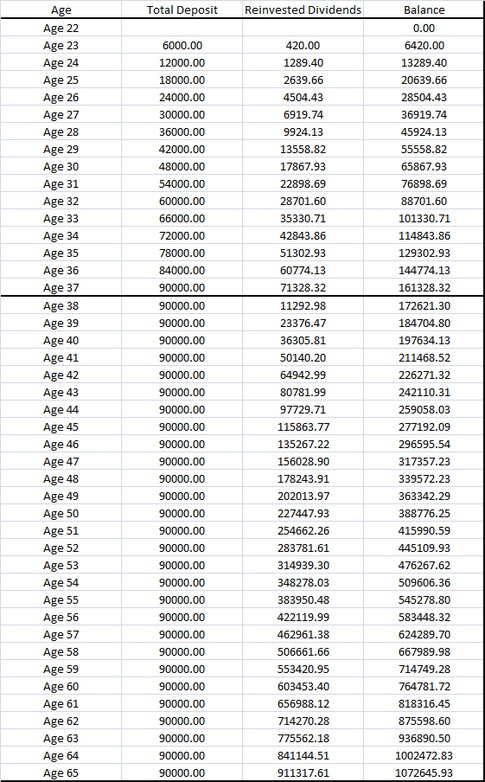 Age Total Deposit Reinvested Dividends Balance
Age 22 0.00
Age 23 6000.00 420.00 6420.00
Age 24 12000.00 1289.40 13289.40
Age 25 18000.00 2639.66 20639.66
Age 26 24000.00 4504.43 28504.43
Age 27 30000.00 6919.74 36919.74
Age 28 36000.00 9924.13 45924.13
Age 29 42000.00 13558.82 55558.82
Age 30 48000.00 17867.93 65867.93
Age 31 54000.00 22898.69 76898.69
Age 32 60000.00 28701.60 88701.60
Age 33 66000.00 35330.71 101330.71
Age 34 72000.00 42843.86 114843.86
Age 35 78000.00 51302.93 129302.93
Age 36 84000.00 60774.13 144774.13
Age 37 90000.00 71328.32 161328.32
Age 38 90000.00 11292.98 172621.30
Age 39 90000.00 23376.47 184704.80
Age 40 90000.00 36305.81 197634.13
Age 41 90000.00 50140.20 211468.52
Age 42 90000.00 64942.99 226271.32
Age 43 90000.00 80781.99 242110.31
Age 44 90000.00 97729.71 259058.03
Age 45 90000.00 115863.77 277192.09
Age 46 90000.00 135267.22 296595.54
Age 47 90000.00 156028.90 317357.23
Age 48 90000.00 178243.91 339572.23
Age 49 90000.00 202013.97 363342.29
Age 50 90000.00 227447.93 388776.25
Age 51 90000.00 254662.26 415990.59
Age 52 90000.00 283781.61 445109.93
Age 53 90000.00 314939.30 476267.62
Age 54 90000.00 348278.03 509606.36
Age 55 90000.00 383950.48 545278.80
Age 56 90000.00 422119.99 583448.32
Age 57 90000.00 462961.38 624289.70
Age 58 90000.00 506661.66 667989.98
Age 59 90000.00 553420.95 714749.28
Age 60 90000.00 603453.40 764781.72
Age 61 90000.00 656988.12 818316.45
Age 62 90000.00 714270.28 875598.60
Age 63 90000.00 775562.18 936890.50
Age 64 90000.00 841144.51 1002472.83
Age 65 90000.00 911317.61 1072645.93